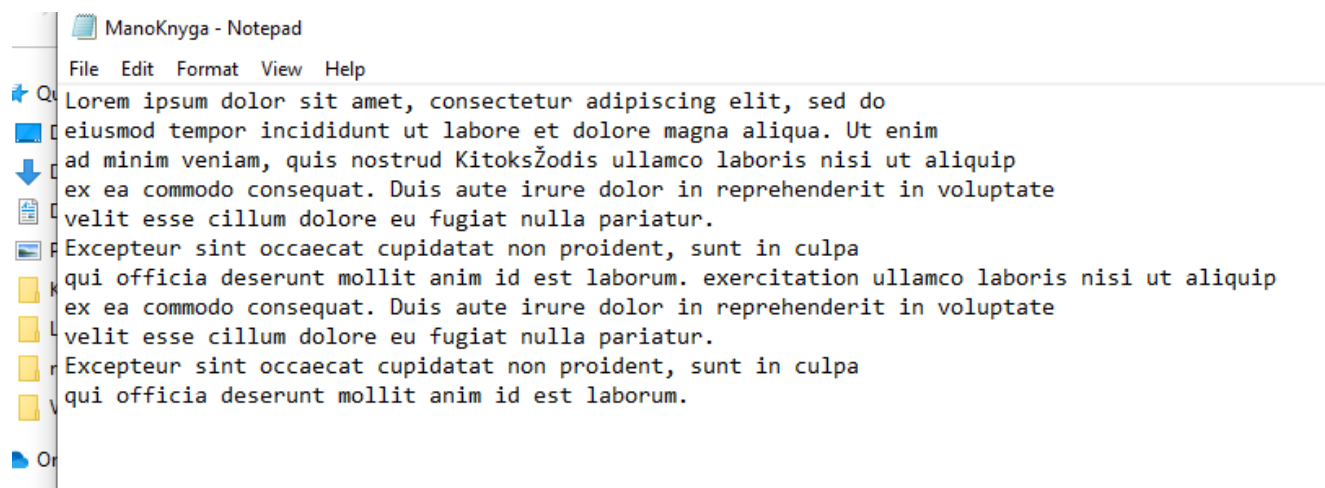 ManoKnyga - Notepad
File Edit Format View Help
Lorem ipsum dolor sit amet, consectetur adipiscing elit, sed do
eiusmod tempor incididunt ut labore et dolore magna aliqua. Ut enim
ad minim veniam, quis nostrud KitoksŽodis ullamco laboris nisi ut aliquip
ex ea commodo consequat. Duis aute irure dolor in reprehenderit in voluptate
velit esse cillum dolore eu fugiat nulla pariatur.
Excepteur sint occaecat cupidatat non proident, sunt in culpa
qui officia deserunt mollit anim id est laborum. exercitation ullamco laboris nisi ut aliquip
ex ea commodo consequat. Duis aute irure dolor in reprehenderit in voluptate
velit esse cillum dolore eu fugiat nulla pariatur.
Excepteur sint occaecat cupidatat non proident, sunt in culpa
qui officia deserunt mollit anim id est laborum.